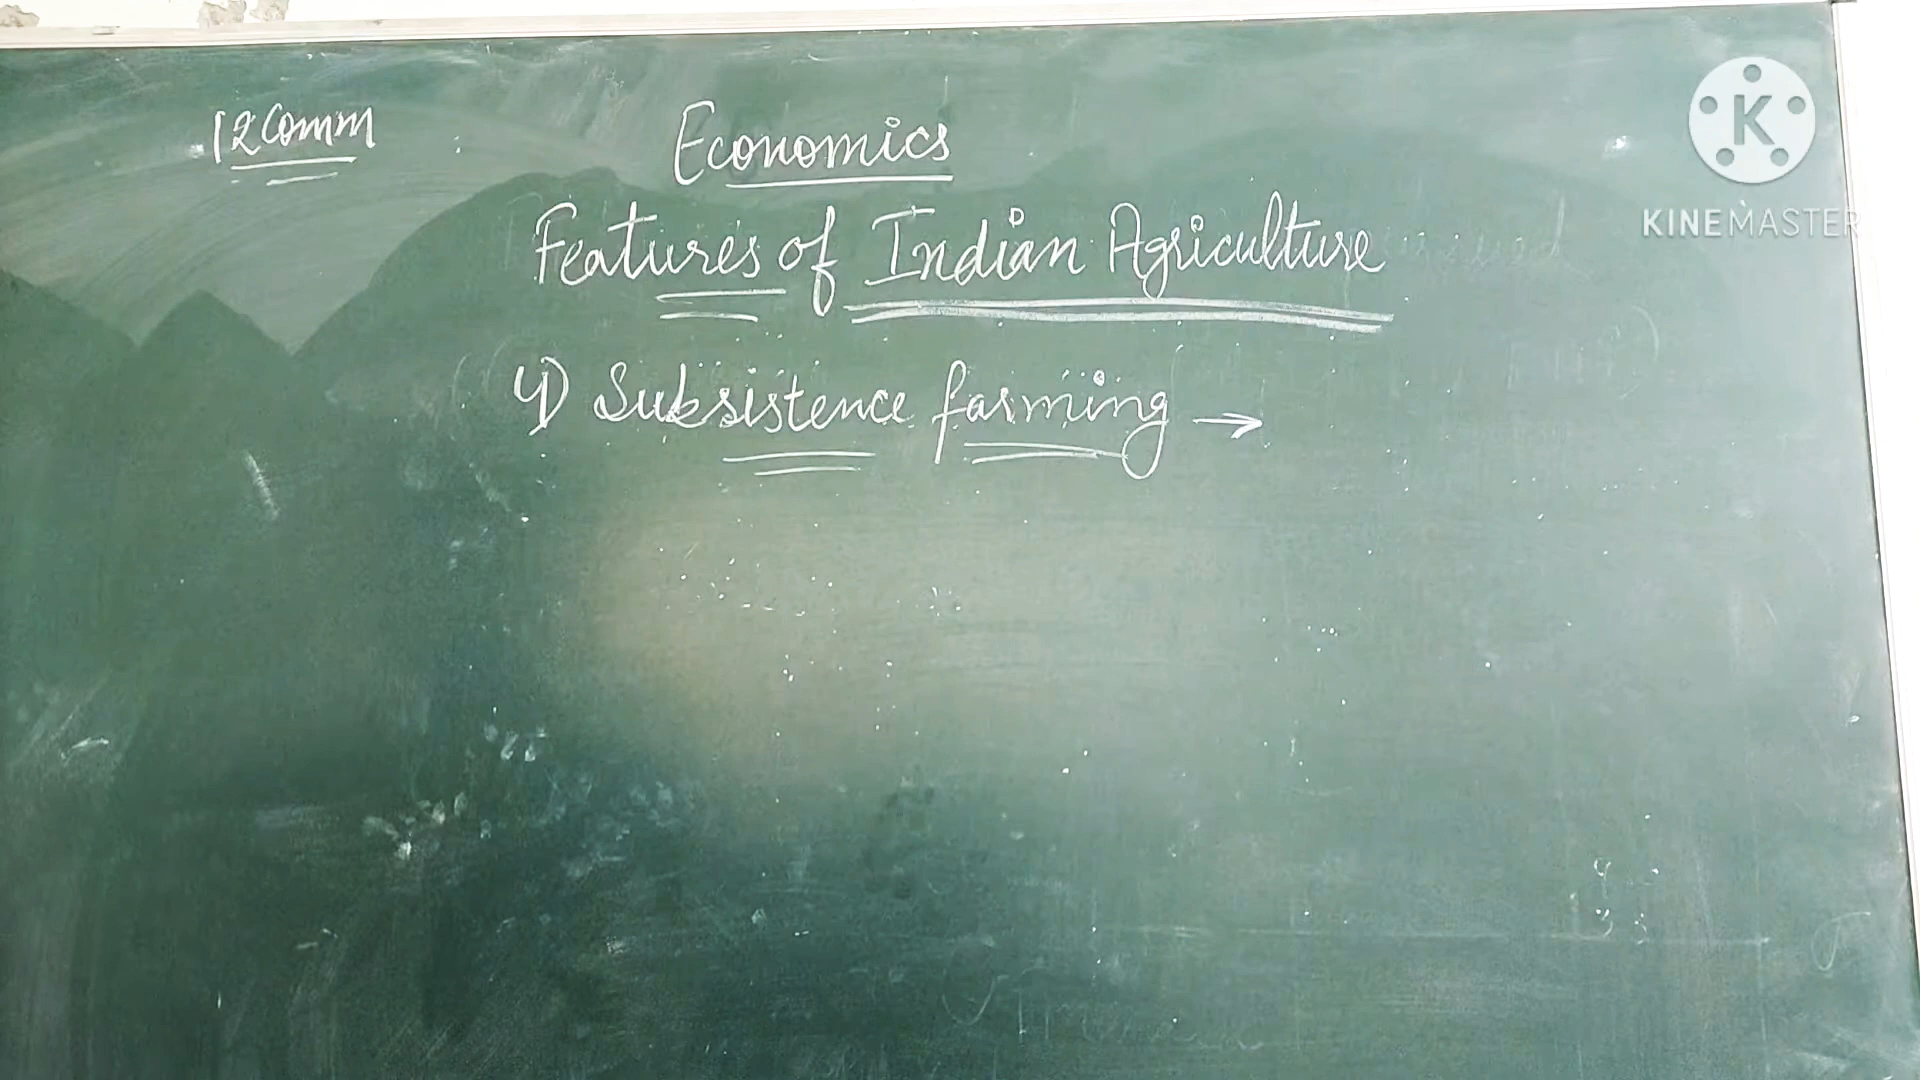 12 Comm
Economics
Features of Indian Agriculture
4) Subsistence farming →
K
KINEMASTER